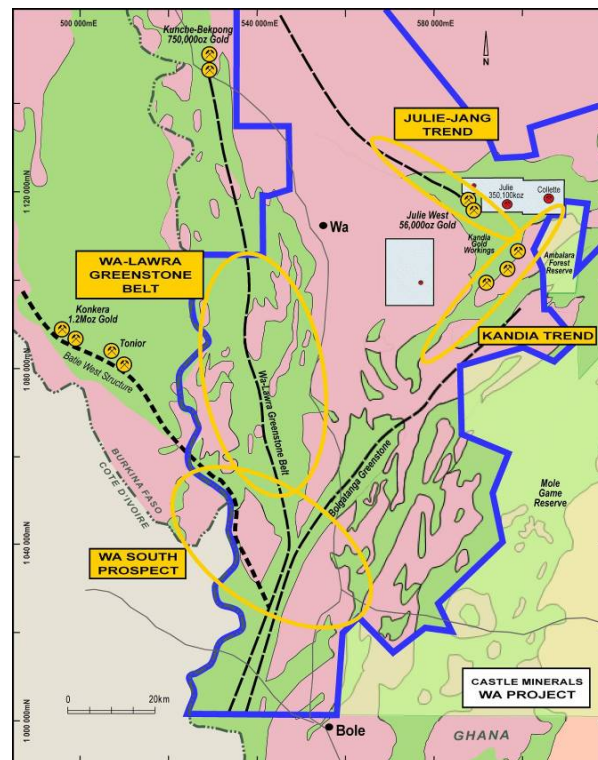 500 000mE
540 000mE
580 000mE
Kunche-Bekpong
750,000oz Gold
N
JULIE-JANG
TREND
1 120 000mN
Julie
350,100koz
Collette
Julie West
56,000oz Gold
Wa
Kandia
Gold
Workings
Ambalara
Forest
Reserve
WA-LAWRA
GREENSTONE
BELT
Konkera
1.2Moz Gold
Tonior
KANDIA TREND
1 080 000mN
Batie West Structure
Wa-Lawra Greenstone Belt
Bolgatanga Greenstone
BURKINA FASO
COTE D'IVOIRE
Mole
Game
Reserve
1 040 000mN
WA SOUTH
PROSPECT
CASTLE MINERALS
WA PROJECT
0
20km
1 000 000mN
Bole
GHANA